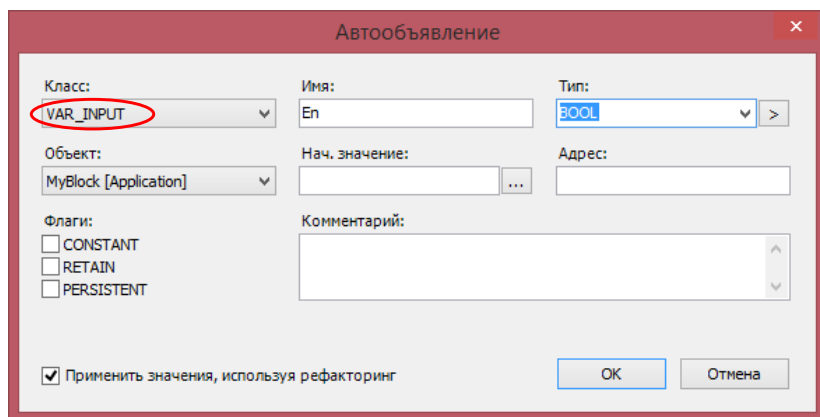 Автообъявление
Класс: Имя: Тип:
VAR_INPUT En BOOL >
Объект: Нач. значение: Адрес:
MyBlock [Application] ...
Флаги: Комментарий:
CONSTANT
RETAIN
PERSISTENT
Применить значения, используя рефакторинг OK Отмена